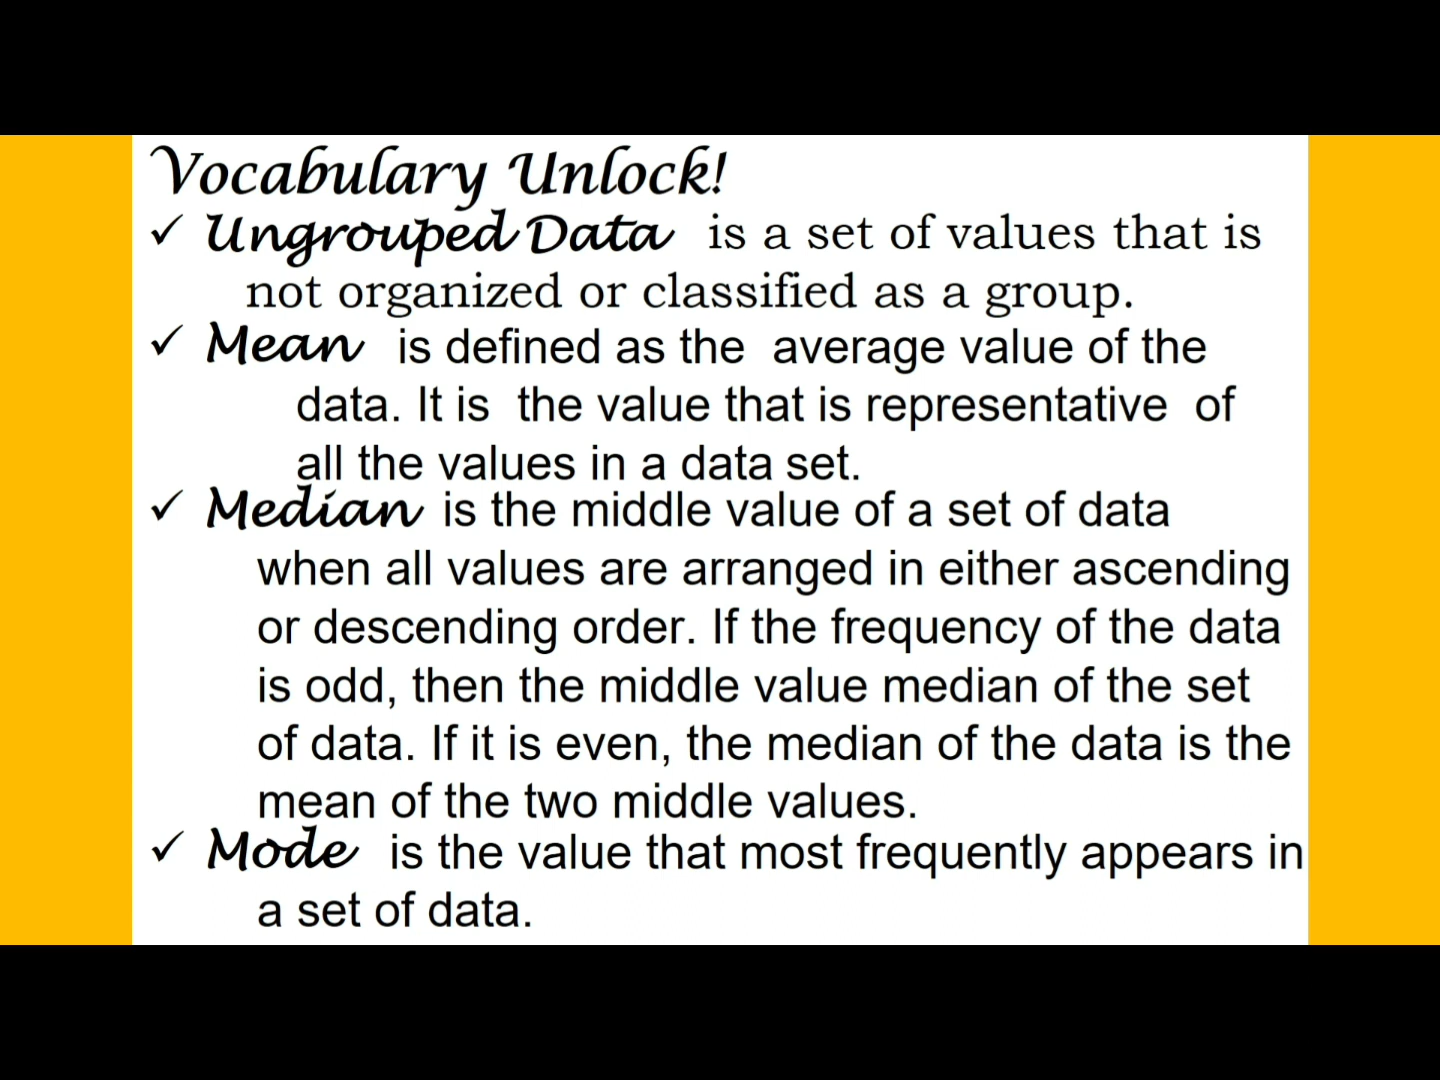 Vocabulary Unlock!
✓ Ungrouped Data is a set of values that is
not organized or classified as a group.
✓ Mean is defined as the average value of the
data. It is the value that is representative of
all the values in a data set.
✓ Median is the middle value of a set of data
when all values are arranged in either ascending
or descending order. If the frequency of the data
is odd, then the middle value median of the set
of data. If it is even, the median of the data is the
mean of the two middle values.
✓ Mode is the value that most frequently appears in
a set of data.